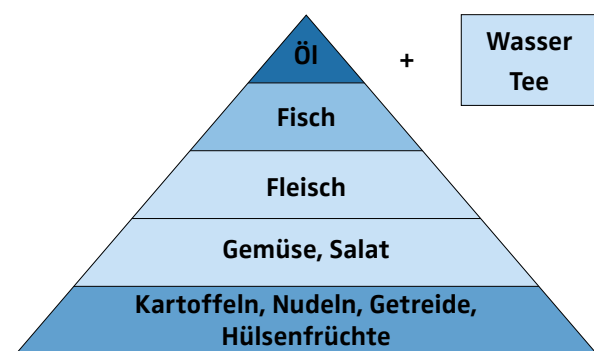 Öl
+
Wasser
Tee
Fisch
Fleisch
Gemüse, Salat
Kartoffeln, Nudeln, Getreide,
Hülsenfrüchte